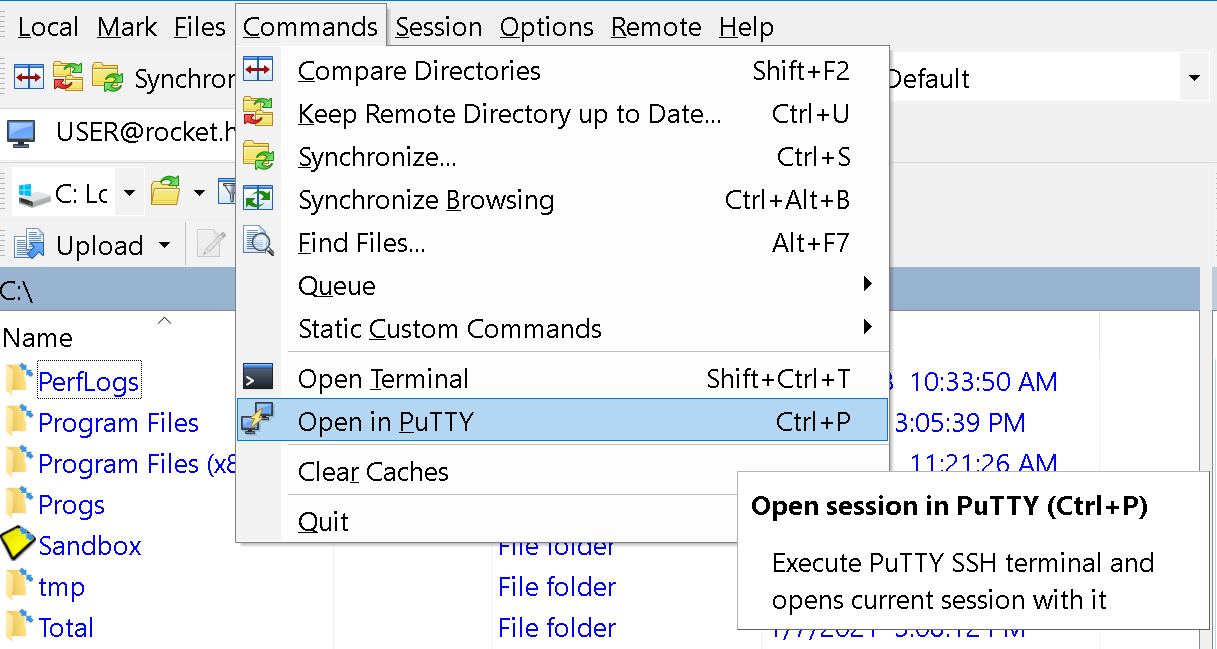 Local Mark Files Commands Session Options Remote Help
Default
USER@rocket.h
C: Lo
Upload
C:\
Name
PerfLogs
Program Files
Program Files (x8
Progs
Sandbox
tmp
Total
Compare Directories Shift+F2
Keep Remote Directory up to Date... Ctrl+U
Synchronize... Ctrl+S
Synchronize Browsing Ctrl+Alt+B
Find Files... Alt+F7
Queue
Static Custom Commands
Open Terminal Shift+Ctrl+T
Open in PuTTY Ctrl+P
Clear Caches
Quit
10:33:50 AM
3:05:39 PM
11:21:26 AM
File folder
File folder
File folder
Open session in PuTTY (Ctrl+P)
Execute PuTTY SSH terminal and
opens current session with it